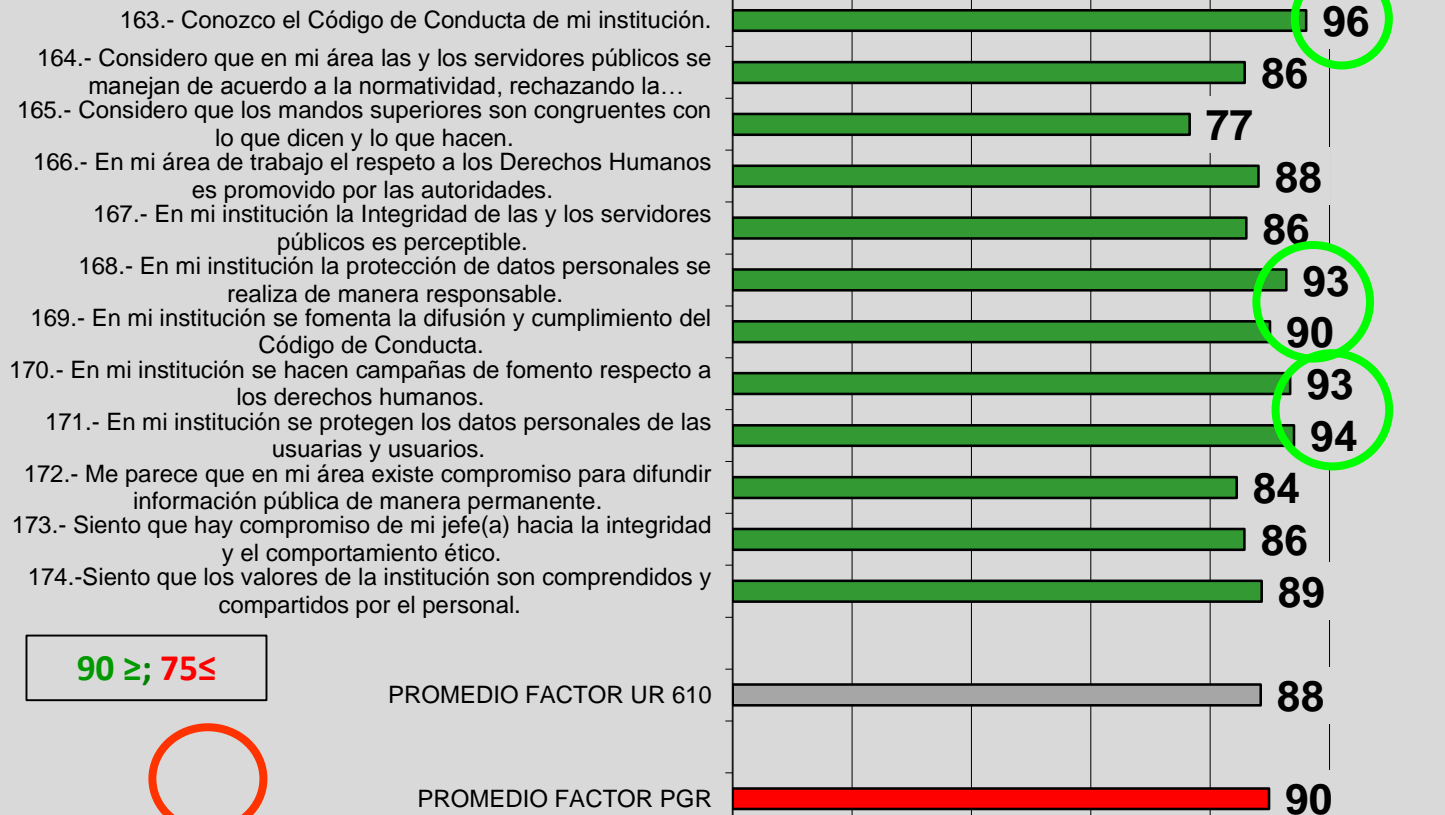 163.- Conozco el Código de Conducta de mi institución.
96
164.- Considero que en mi área las y los servidores públicos se
manejan de acuerdo a la normatividad, rechazando la…
86
165.- Considero que los mandos superiores son congruentes con
lo que dicen y lo que hacen.
77
166.- En mi área de trabajo el respeto a los Derechos Humanos
es promovido por las autoridades.
88
167.- En mi institución la Integridad de las y los servidores
públicos es perceptible.
86
168.- En mi institución la protección de datos personales se
realiza de manera responsable.
93
169.- En mi institución se fomenta la difusión y cumplimiento del
Código de Conducta.
90
170.- En mi institución se hacen campañas de fomento respecto a
los derechos humanos.
93
171.- En mi institución se protegen los datos personales de las
usuarias y usuarios.
94
172.- Me parece que en mi área existe compromiso para difundir
información pública de manera permanente.
84
173.- Siento que hay compromiso de mi jefe(a) hacia la integridad
y el comportamiento ético.
86
174.-Siento que los valores de la institución son comprendidos y
compartidos por el personal.
89
90 ≥; 75≤
PROMEDIO FACTOR UR 610
88
PROMEDIO FACTOR PGR
90